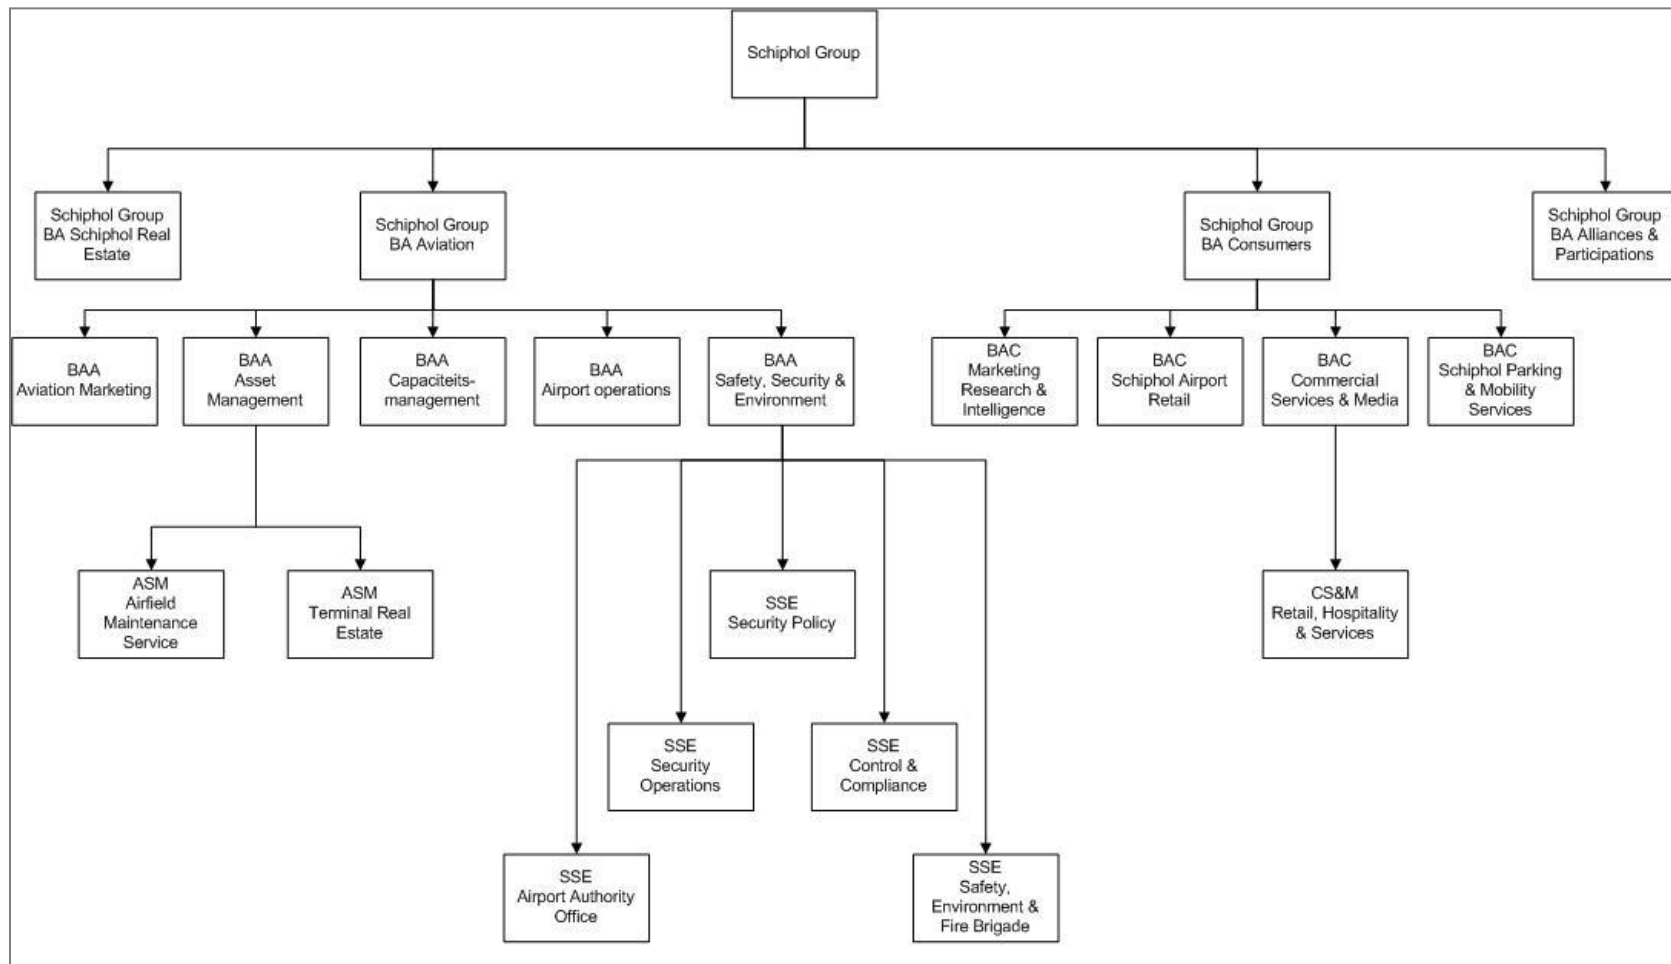 Schiphol Group
Schiphol Group
BA Schiphol Real
Estate
Schiphol Group
BA Aviation
Schiphol Group
BA Consumers
Schiphol Group
BA Alliances &
Participations
BAA
Aviation Marketing
BAA
Asset
Management
BAA
Capaciteits-
management
BAA
Airport operations
BAA
Safety, Security &
Environment
BAC
Marketing
Research &
Intelligence
BAC
Schiphol Airport
Retail
BAC
Commercial
Services & Media
BAC
Schiphol Parking
& Mobility
Services
ASM
Airfield
Maintenance
Service
ASM
Terminal Real
Estate
SSE
Security Policy
CS&M
Retail, Hospitality
& Services
SSE
Security
Operations
SSE
Control &
Compliance
SSE
Airport Authority
Office
SSE
Safety,
Environment &
Fire Brigade